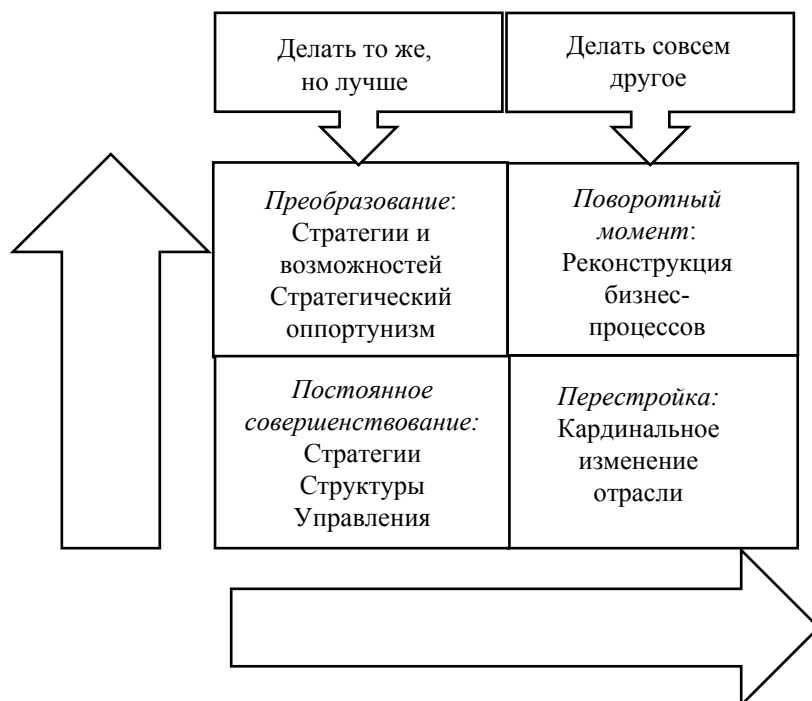 Делать то же,
но лучше
Делать совсем
другое
Преобразование:
Стратегии и
возможностей
Стратегический
оппортунизм
Поворотный
момент:
Реконструкция
бизнес-
процессов
Постоянное
совершенствование:
Стратегии
Структуры
Управления
Перестройка:
Кардинальное
изменение
отрасли